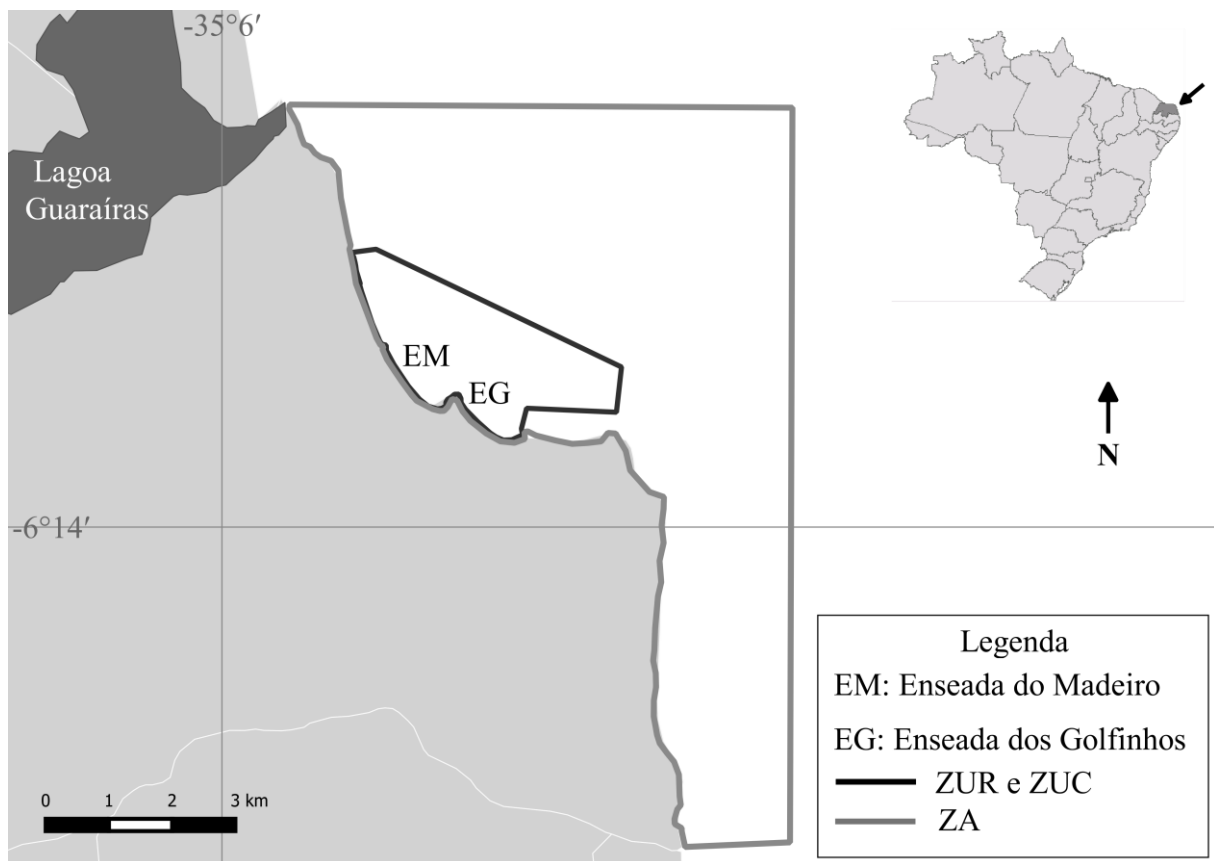 -35°6′
Lagoa
Guaraíras
EM
EG
N
-6°14′
0 1 2 3 km
Legenda
EM: Enseada do Madeiro
EG: Enseada dos Golfinhos
ZUR e ZUC
ZA